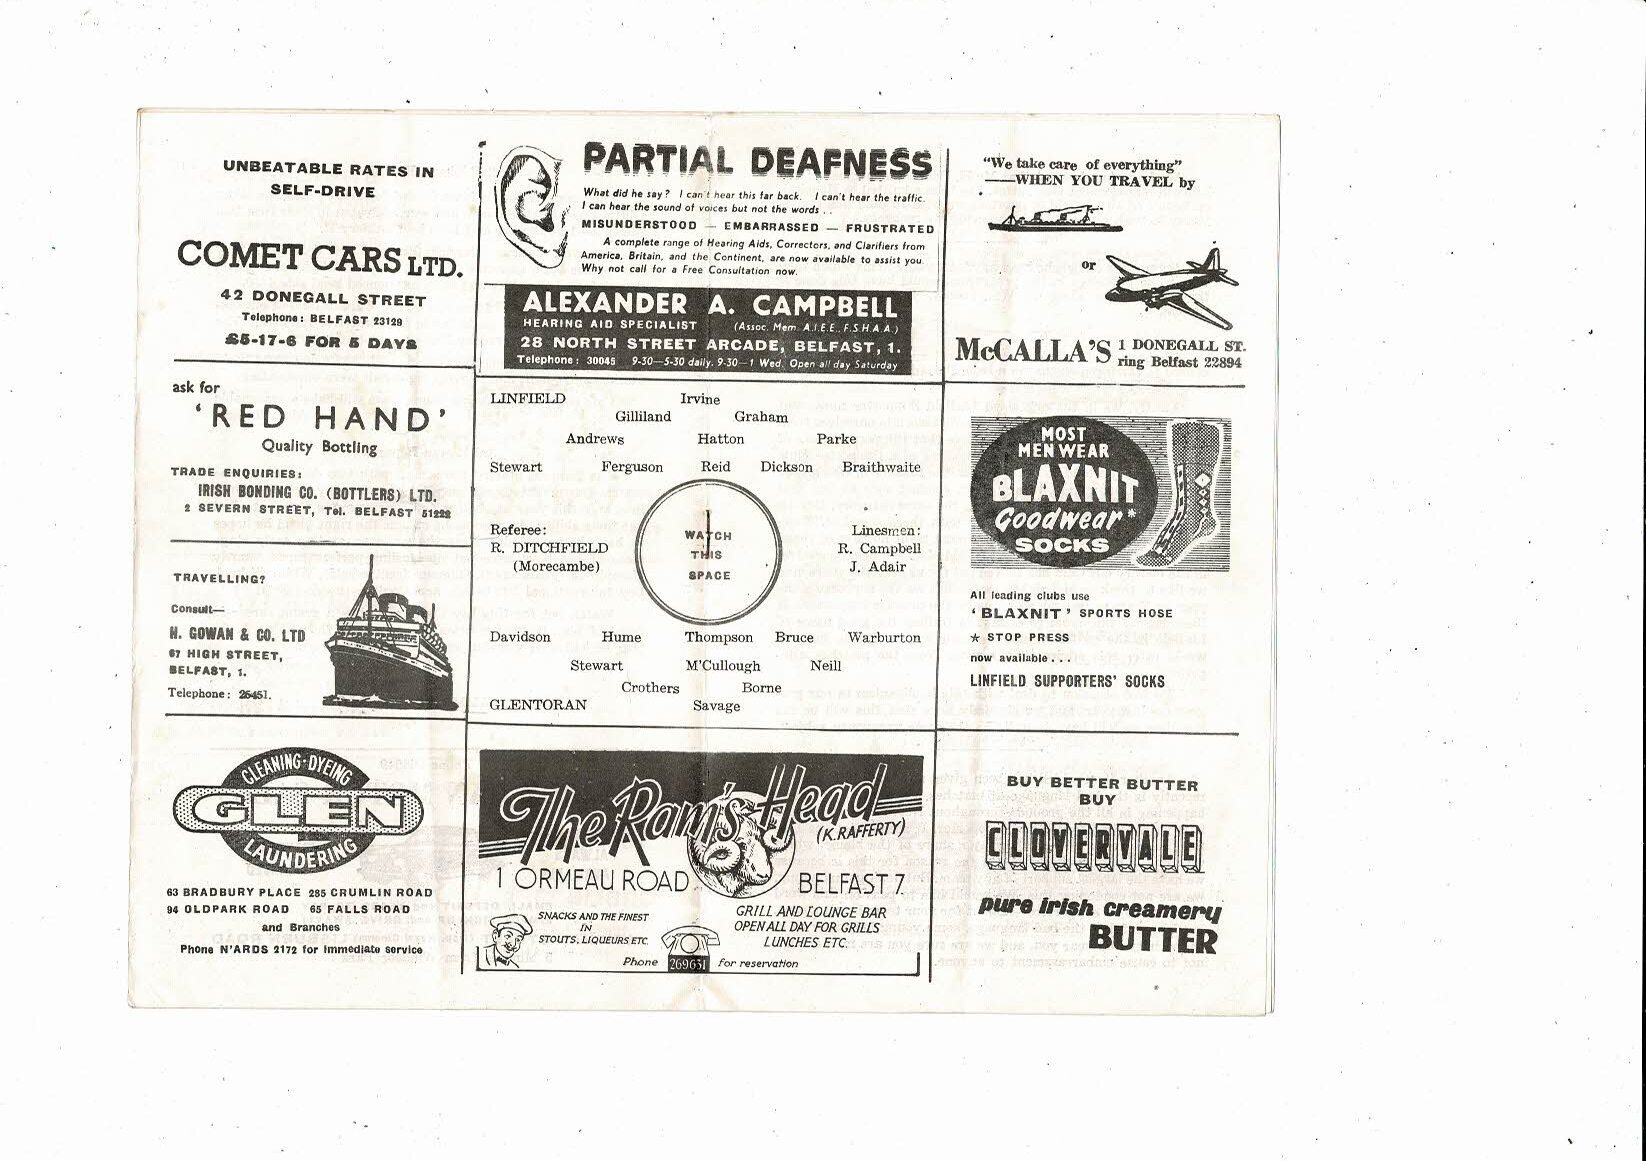 UNBEATABLE RATES IN
SELF-DRIVE
COMET CARS LTD.
42 DONEGALL STREET
Telephone: BELFAST 23129
£5-17-6 FOR 5 DAYS
ask for
'RED HAND'
Quality Bottling
TRADE ENQUIRIES:
IRISH BONDING CO. (BOTTLERS) LTD.
2 SEVERN STREET, Tel. BELFAST 51222
TRAVELLING?
Consult—
H. GOWAN & CO. LTD
67 HIGH STREET,
BELFAST, 1.
Telephone: 26451.
CLEANING·DYEING
GLEN
LAUNDERING
63 BRADBURY PLACE 285 CRUMLIN ROAD
94 OLDPARK ROAD 65 FALLS ROAD
and Branches
Phone N'ARDS 2172 for immediate service
PARTIAL DEAFNESS
What did he say? I can't hear this far back. I can't hear the traffic.
I can hear the sound of voices but not the words . .
MISUNDERSTOOD — EMBARRASSED — FRUSTRATED
A complete range of Hearing Aids, Correctors, and Clarifiers from
America, Britain, and the Continent, are now available to assist you.
Why not call for a Free Consultation now.
ALEXANDER A. CAMPBELL
HEARING AID SPECIALIST (Assoc. Mem. A.I.E.E. F.S.H.A.A.)
28 NORTH STREET ARCADE, BELFAST, 1.
Telephone: 30045 9-30—5-30 daily. 9-30—1 Wed. Open all day Saturday
LINFIELD Irvine
Gilliland Graham
Andrews Hatton Parke
Stewart Ferguson Reid Dickson Braithwaite
Referee:
R. DITCHFIELD
(Morecambe)
WATCH
THIS
SPACE
Linesmen:
R. Campbell
J. Adair
Davidson Hume Thompson Bruce Warburton
Stewart M'Cullough Neill
Crothers Borne
GLENTORAN Savage
The Ram's Head
(K. RAFFERTY)
1 ORMEAU ROAD BELFAST 7
SNACKS AND THE FINEST
IN
STOUTS, LIQUEURS ETC.
GRILL AND LOUNGE BAR
OPEN ALL DAY FOR GRILLS
LUNCHES ETC.
Phone 269631 for reservation
"We take care of everything"
—WHEN YOU TRAVEL by
or
McCALLA'S 1 DONEGALL ST.
ring Belfast 22894
MOST
MEN WEAR
BLAXNIT
Goodwear*
SOCKS
All leading clubs use
'BLAXNIT' SPORTS HOSE
★ STOP PRESS
now available . . .
LINFIELD SUPPORTERS' SOCKS
BUY BETTER BUTTER
BUY
CLOVERVALE
pure irish creamery
BUTTER